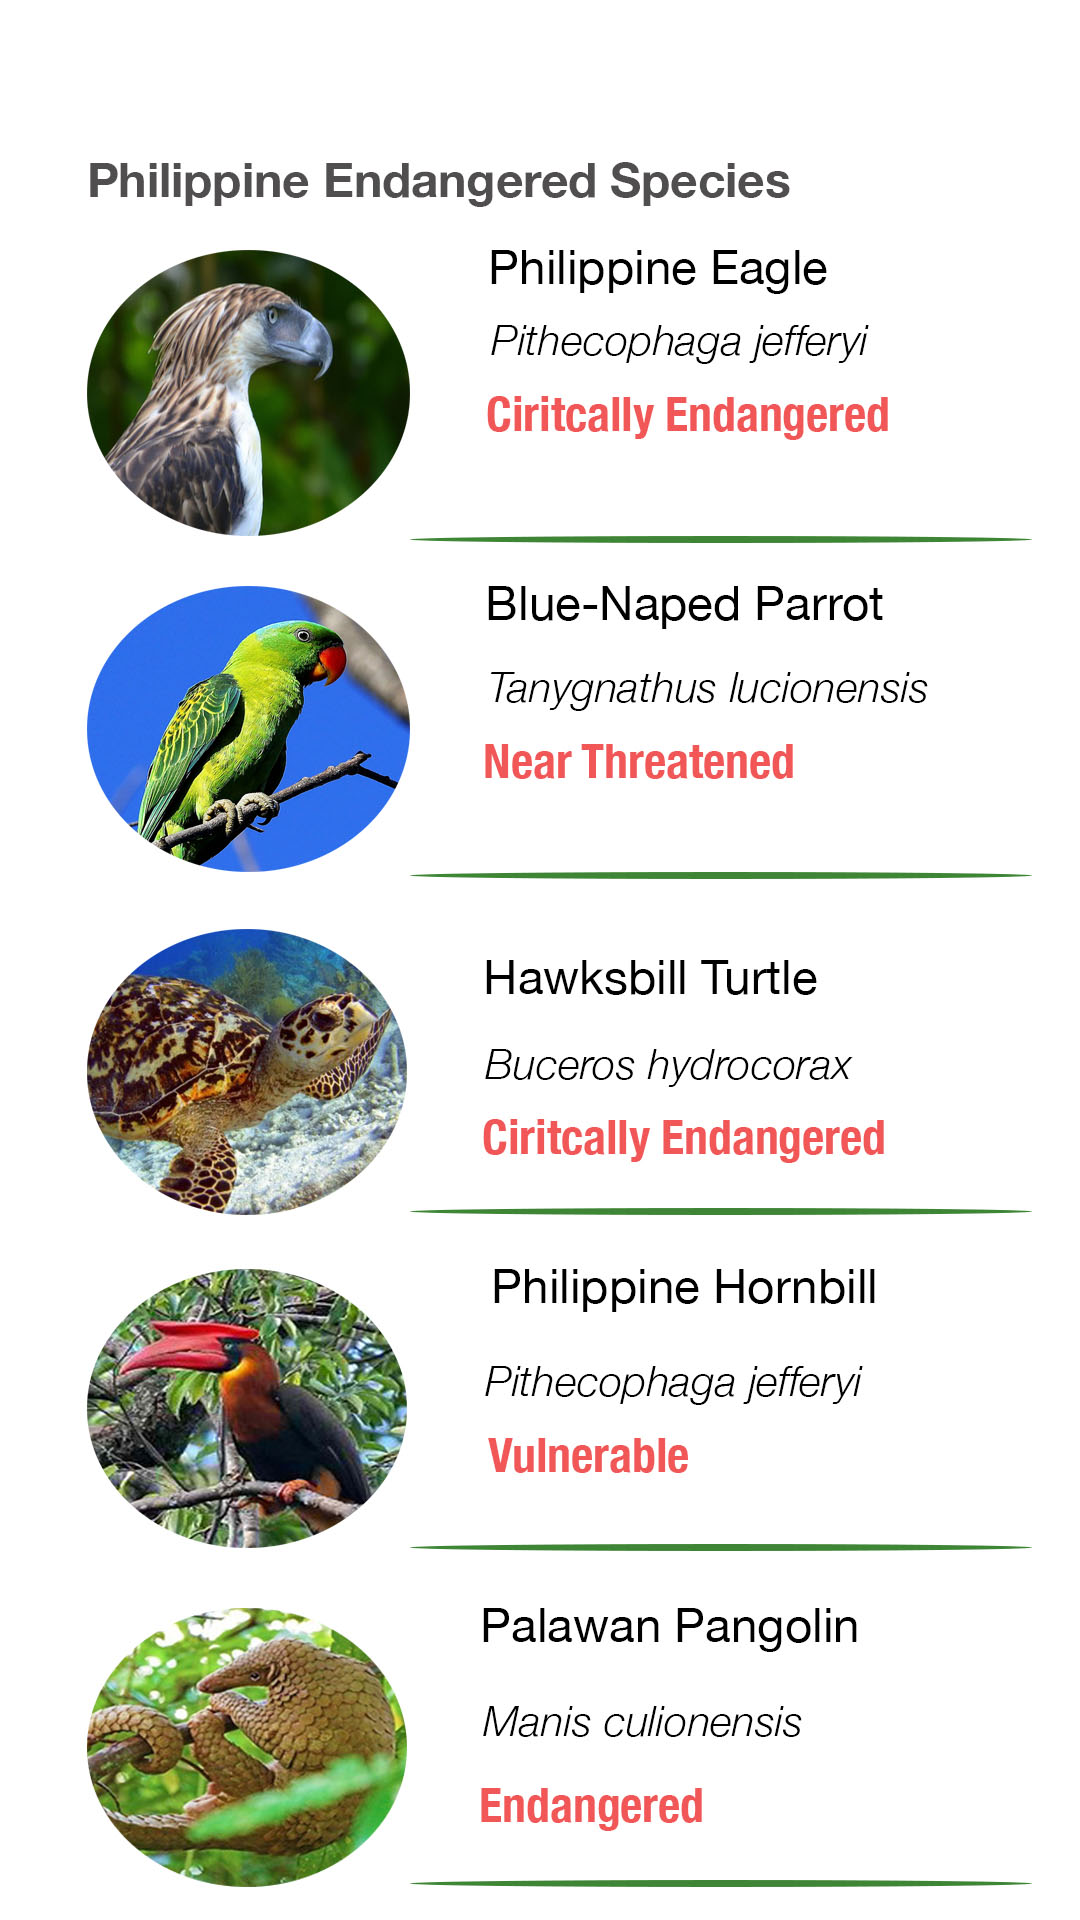 Philippine Endangered Species
Philippine Eagle
Pithecophaga jefferyi
Ciritcally Endangered
Blue-Naped Parrot
Tanygnathus lucionensis
Near Threatened
Hawksbill Turtle
Buceros hydrocorax
Ciritcally Endangered
Philippine Hornbill
Pithecophaga jefferyi
Vulnerable
Palawan Pangolin
Manis culionensis
Endangered